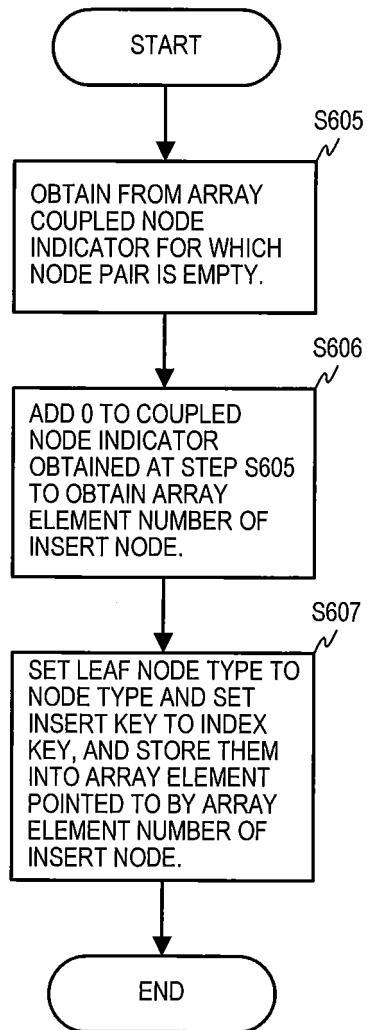 START
S605
OBTAIN FROM ARRAY
COUPLED NODE
INDICATOR FOR WHICH
NODE PAIR IS EMPTY.
S606
ADD 0 TO COUPLED
NODE INDICATOR
OBTAINED AT STEP S605
TO OBTAIN ARRAY
ELEMENT NUMBER OF
INSERT NODE.
S607
SET LEAF NODE TYPE TO
NODE TYPE AND SET
INSERT KEY TO INDEX
KEY, AND STORE THEM
INTO ARRAY ELEMENT
POINTED TO BY ARRAY
ELEMENT NUMBER OF
INSERT NODE.
END